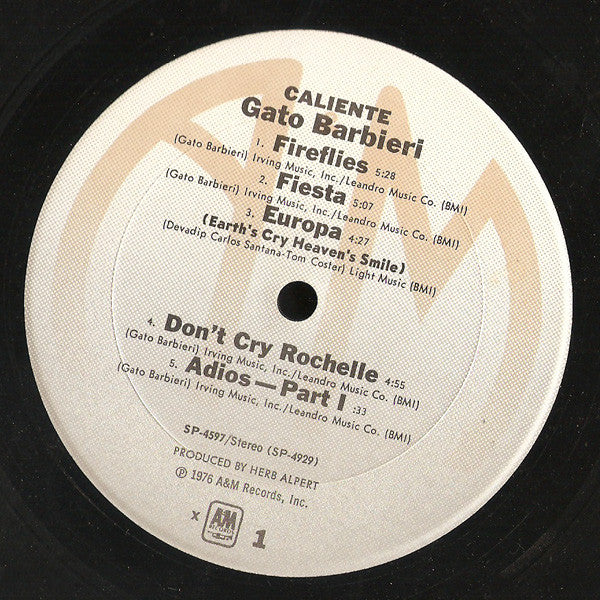 CALIENTE
Gato Barbieri
1. Fireflies 5:28
(Gato Barbieri) Irving Music, Inc./Leandro Music Co. (BMI)
2. Fiesta 5:07
(Gato Barbieri) Irving Music, Inc./Leandro Music Co. (BMI)
3. Europa 4:27
(Earth's Cry Heaven's Smile)
(Devadip Carlos Santana-Tom Coster) Light Music (BMI)
4. Don't Cry Rochelle 4:55
(Gato Barbieri) Irving Music, Inc./Leandro Music Co. (BMI)
5. Adios—Part I :33
(Gato Barbieri) Irving Music, Inc./Leandro Music Co. (BMI)
SP-4597/Stereo (SP-4929)
PRODUCED BY HERB ALPERT
℗ 1976 A&M Records, Inc.
x AM RECORDS 1